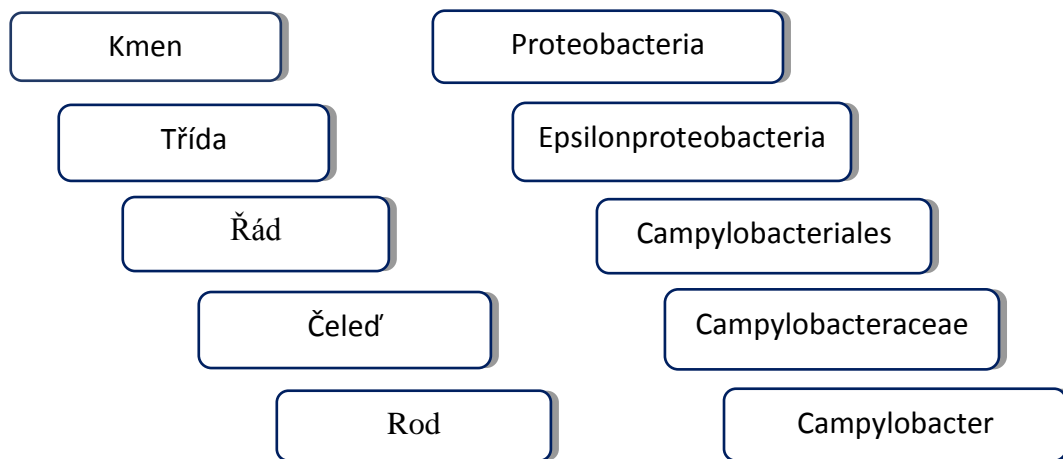 Kmen
Proteobacteria
Třída
Epsilonproteobacteria
Řád
Campylobacteriales
Čeleď
Campylobacteraceae
Rod
Campylobacter